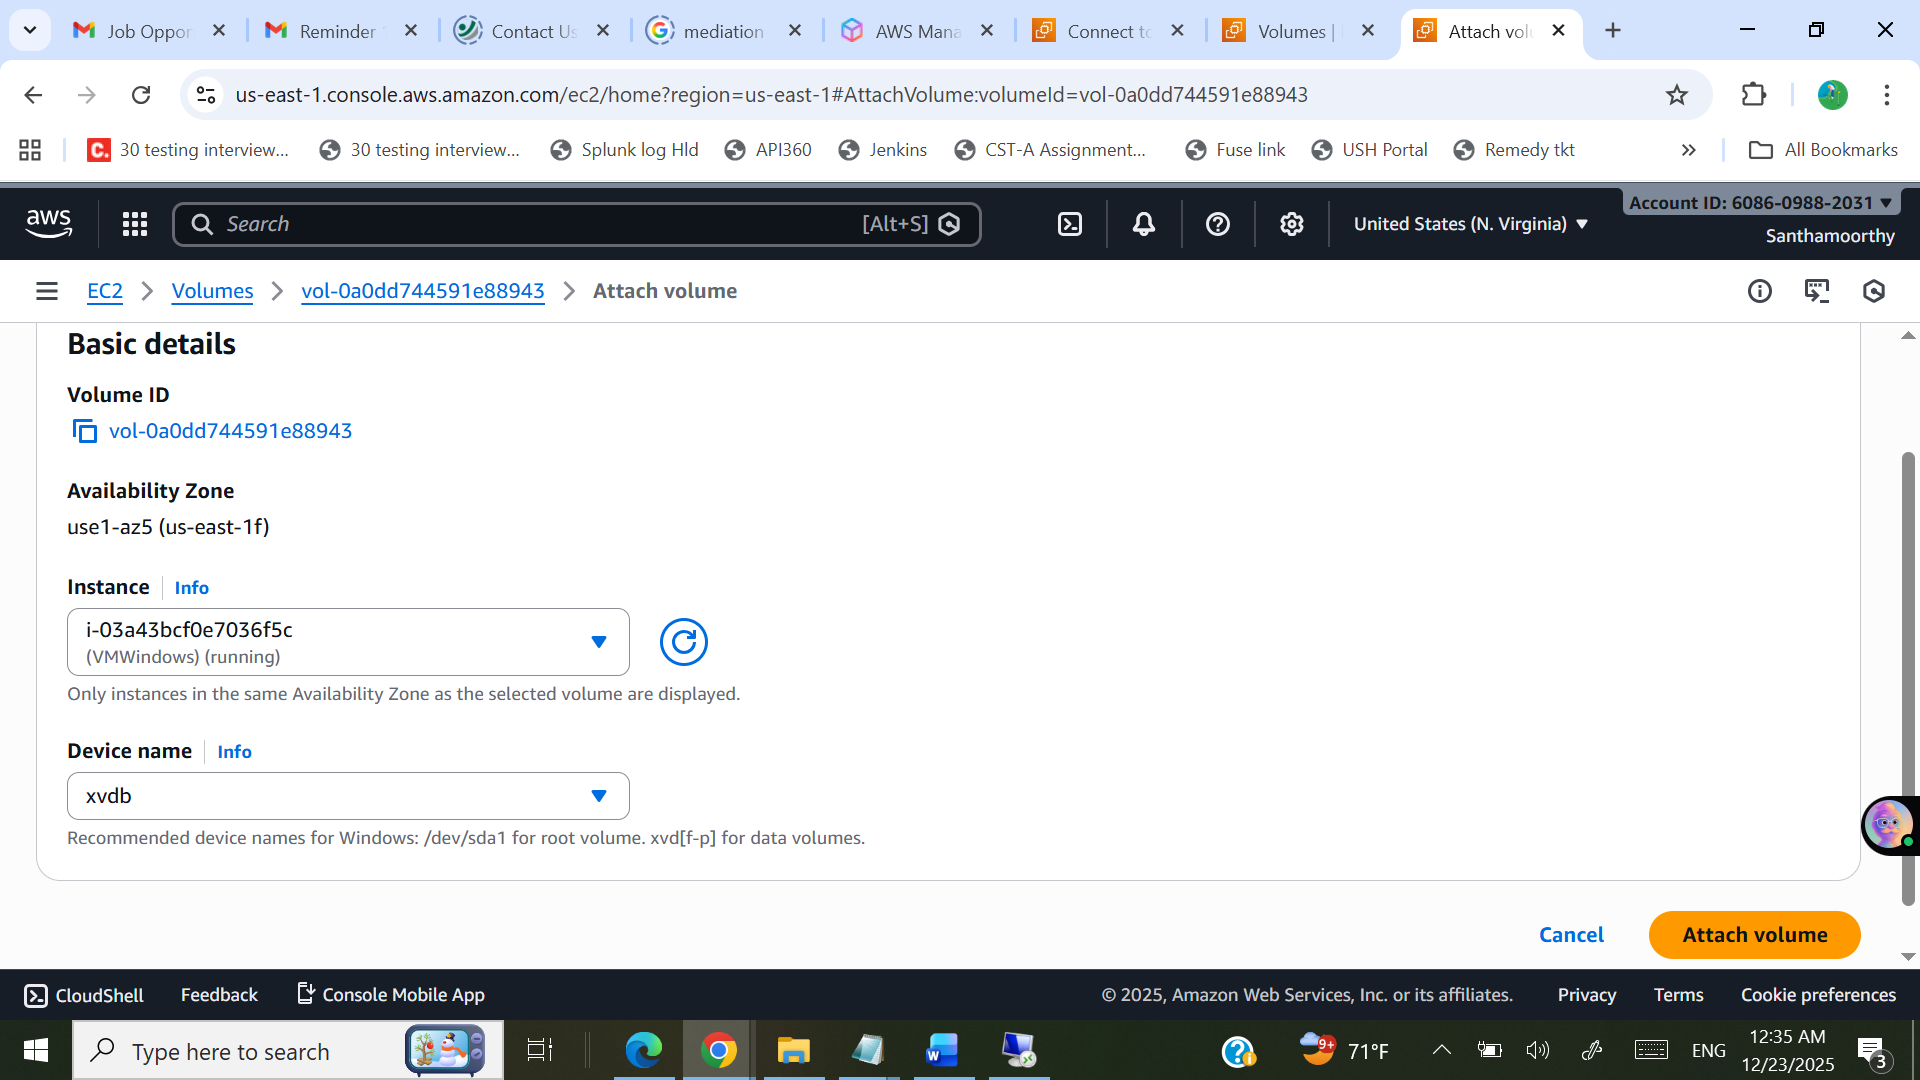 Job Oppor
Reminder
Contact Us
mediation
AWS Mana
Connect to
Volumes |
Attach vol
us-east-1.console.aws.amazon.com/ec2/home?region=us-east-1#AttachVolume:volumeId=vol-0a0dd744591e88943
C.
30 testing interview...
30 testing interview...
Splunk log Hld
API360
Jenkins
CST-A Assignment...
Fuse link
USH Portal
Remedy tkt
»
All Bookmarks
aws
Search
[Alt+S]
United States (N. Virginia) ▼
Account ID: 6086-0988-2031 ▼
Santhamoorthy
EC2
Volumes
vol-0a0dd744591e88943
Attach volume
Basic details
Volume ID
vol-0a0dd744591e88943
Availability Zone
use1-az5 (us-east-1f)
Instance
Info
i-03a43bcf0e7036f5c
(VMWindows) (running)
Only instances in the same Availability Zone as the selected volume are displayed.
Device name
Info
xvdb
Recommended device names for Windows: /dev/sda1 for root volume. xvd[f-p] for data volumes.
Cancel
Attach volume
CloudShell
Feedback
Console Mobile App
© 2025, Amazon Web Services, Inc. or its affiliates.
Privacy
Terms
Cookie preferences
Type here to search
9+
71°F
ENG
12:35 AM
12/23/2025
3